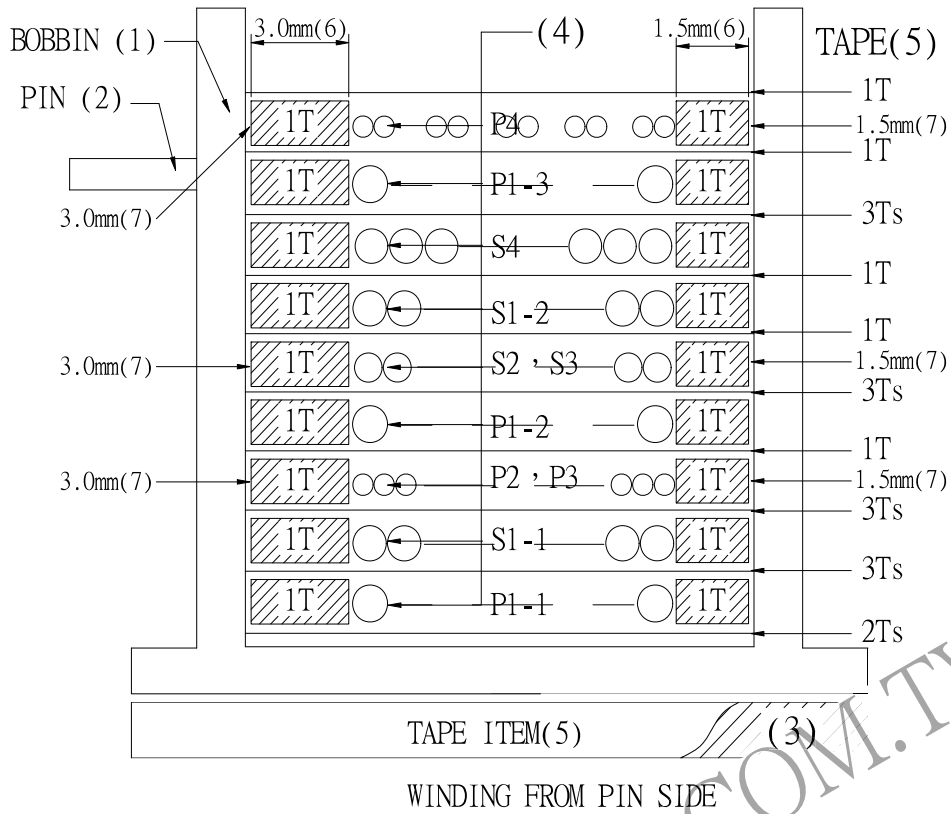 3.0mm(6) (4) 1.5mm(6)
BOBBIN (1) TAPE(5)
PIN (2) 1T
1T P4 1T 1.5mm(7)
1T
3.0mm(7) 1T P1-3 1T
3Ts
1T S4 1T
1T
1T S1-2 1T
1T
3.0mm(7) 1T S2,S3 1T 1.5mm(7)
3Ts
1T P1-2 1T
1T
3.0mm(7) 1T P2,P3 1T 1.5mm(7)
3Ts
1T S1-1 1T
3Ts
1T P1-1 1T
2Ts
TAPE ITEM(5) (3)
WINDING FROM PIN SIDE
COM.TW